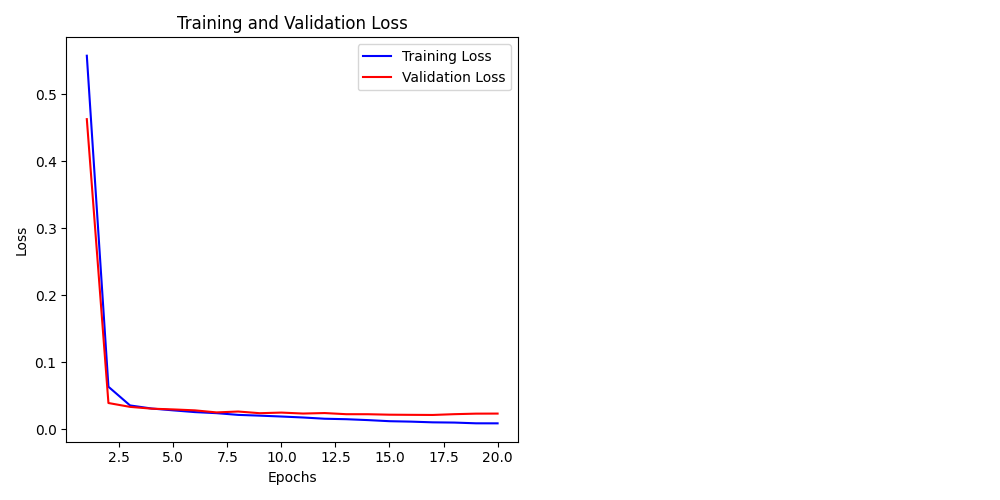 Training and Validation Loss
Training Loss
Validation Loss
Loss
0.5
0.4
0.3
0.2
0.1
0.0
2.5 5.0 7.5 10.0 12.5 15.0 17.5 20.0
Epochs